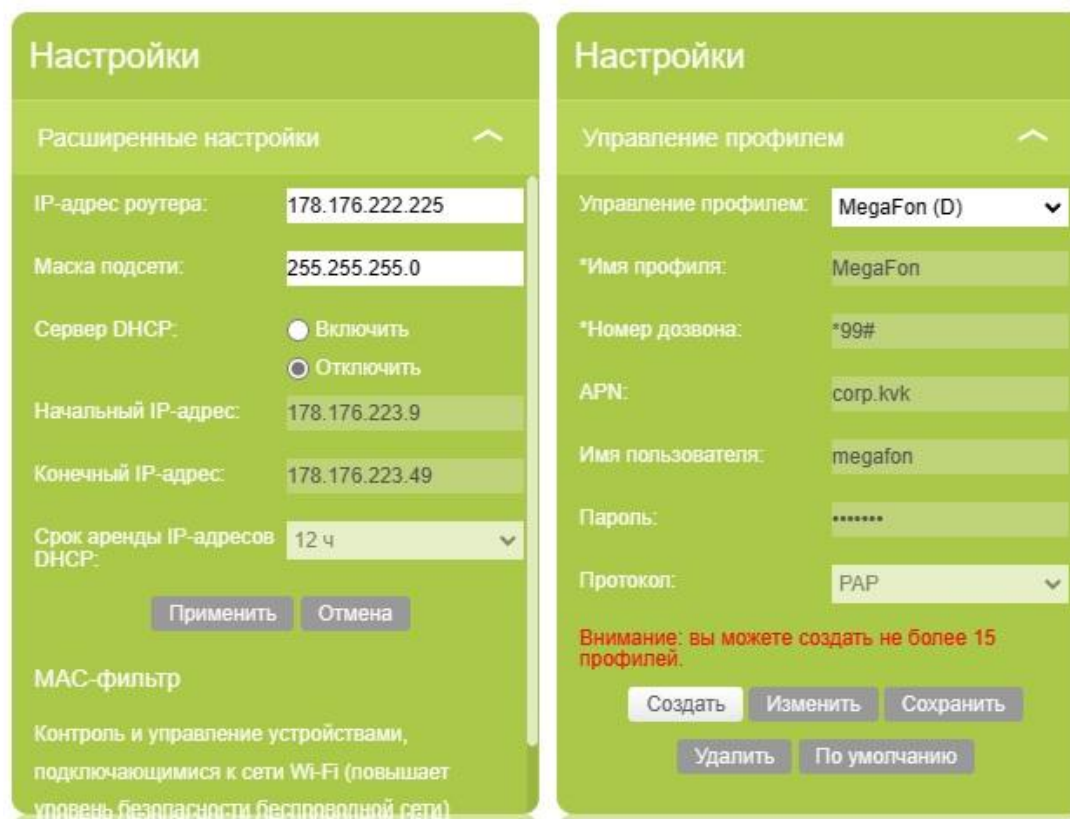 Настройки
Расширенные настройки
IP-адрес роутера: 178.176.222.225
Маска подсети: 255.255.255.0
Сервер DHCP: Включить
Отключить
Начальный IP-адрес: 178.176.223.9
Конечный IP-адрес: 178.176.223.49
Срок аренды IP-адресов 12 ч
DHCP:
Применить Отмена
MAC-фильтр
Контроль и управление устройствами,
подключающимися к сети Wi-Fi (повышает
уровень безопасности беспроводной сети)
Настройки
Управление профилем
Управление профилем: MegaFon (D)
*Имя профиля: MegaFon
*Номер дозвона: *99#
APN: corp.kvk
Имя пользователя: megafon
Пароль: •••••••
Протокол: PAP
Внимание: вы можете создать не более 15
профилей.
Создать Изменить Сохранить
Удалить По умолчанию